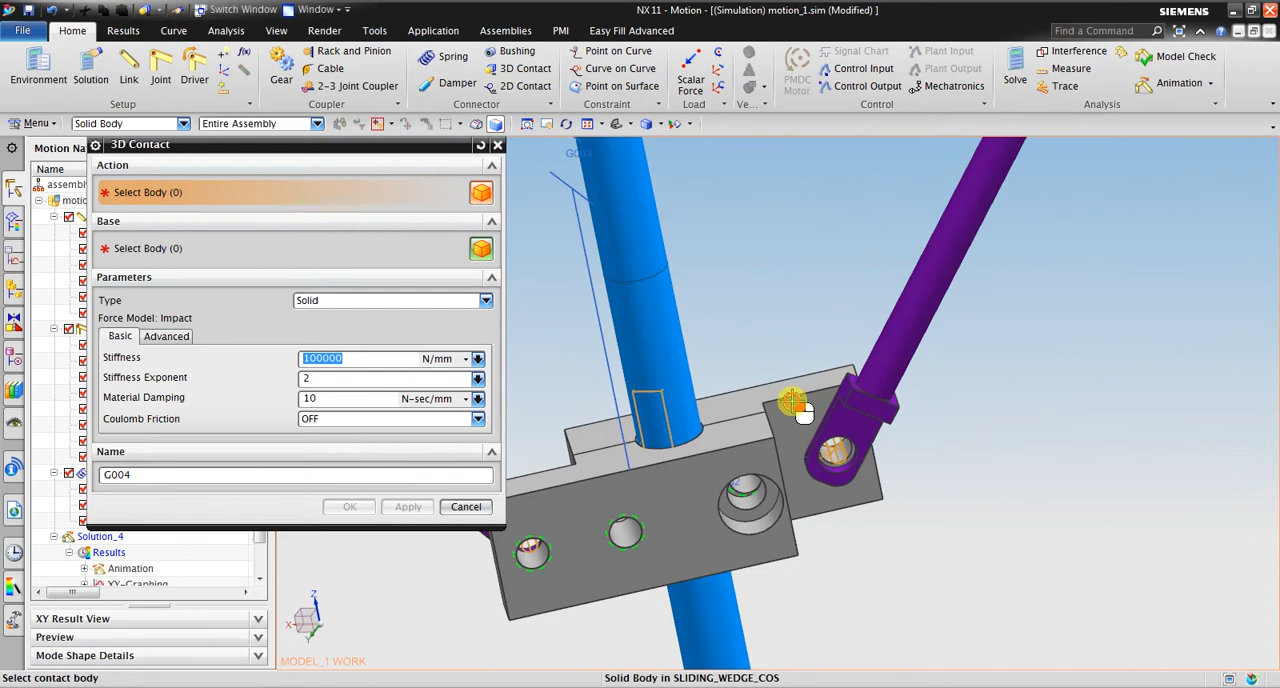 Switch Window
Window
NX 11 - Motion - [(Simulation) motion_1.sim (Modified) ]
SIEMENS
File
Home
Results
Curve
Analysis
View
Render
Tools
Application
Assemblies
PMI
Easy Fill Advanced
Find a Command
Environment
Solution
Link
Joint
Driver
f(x)
Gear
Rack and Pinion
Cable
2-3 Joint Coupler
Spring
Damper
Bushing
3D Contact
2D Contact
Point on Curve
Curve on Curve
Point on Surface
Scalar
Force
PMDC
Motor
Signal Chart
Control Input
Control Output
Plant Input
Plant Output
Mechatronics
Solve
Interference
Measure
Trace
Model Check
Animation
Setup
Coupler
Connector
Constraint
Load
Ve...
Control
Analysis
Menu
Solid Body
Entire Assembly
Motion Na
Name
assemb
motio
Solution_4
Results
Animation
XY-Graphing
XY Result View
Preview
Mode Shape Details
3D Contact
Action
* Select Body (0)
Base
* Select Body (0)
Parameters
Type
Solid
Force Model: Impact
Basic
Advanced
Stiffness
100000
N/mm
Stiffness Exponent
2
Material Damping
10
N-sec/mm
Coulomb Friction
OFF
Name
G004
OK
Apply
Cancel
G003
Z
X
Y
MODEL_1 WORK
Select contact body
Solid Body in SLIDING_WEDGE_COS